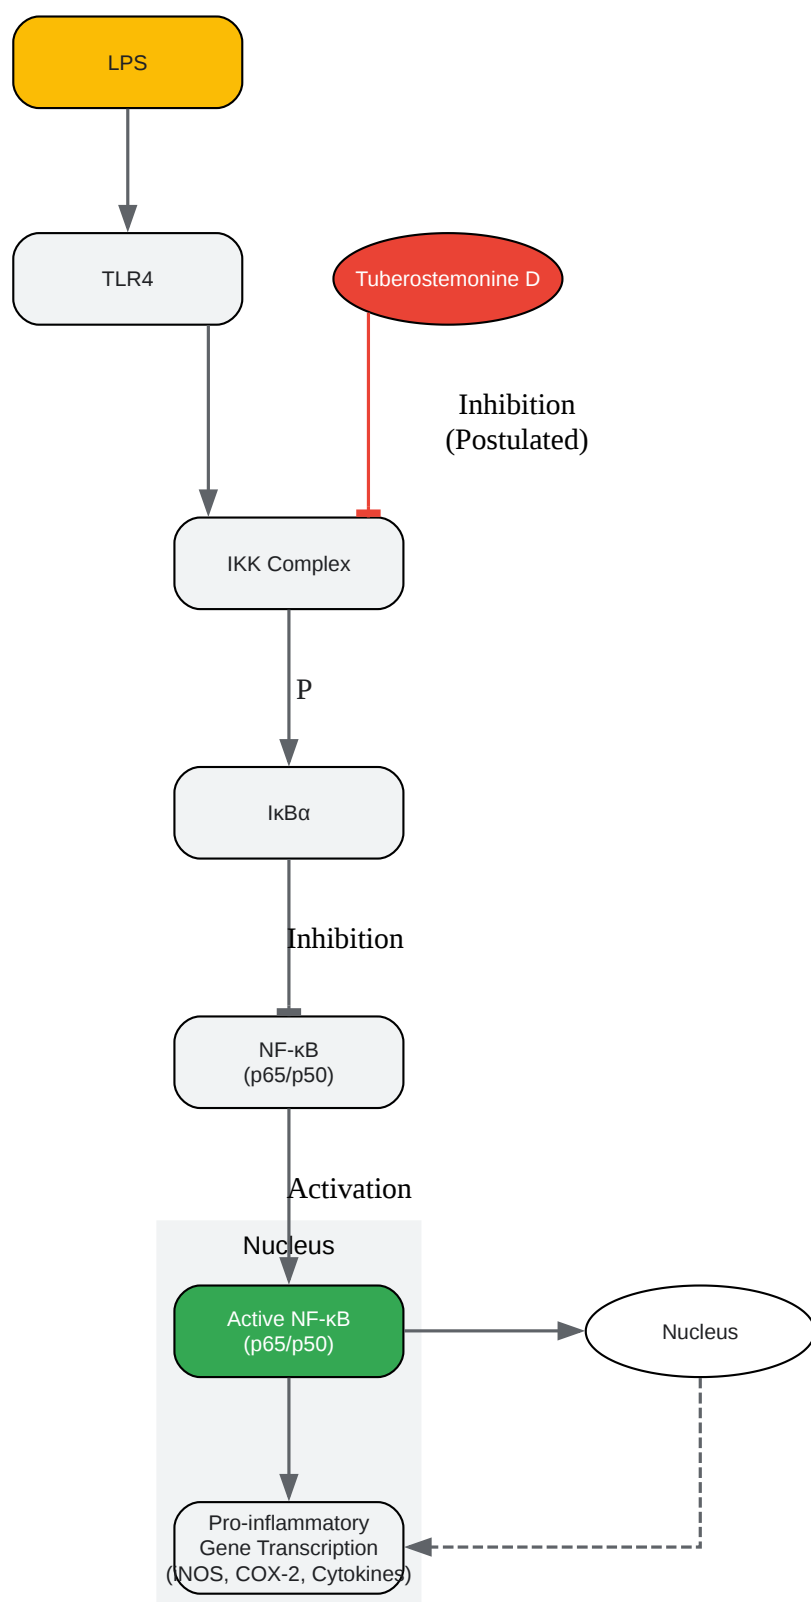 LPS
TLR4
Tuberostemonine D
Inhibition
(Postulated)
IKK Complex
P
IκBα
Inhibition
NF-κB
(p65/p50)
Activation
Nucleus
Active NF-κB
(p65/p50)
Nucleus
Pro-inflammatory
Gene Transcription
(iNOS, COX-2, Cytokines)